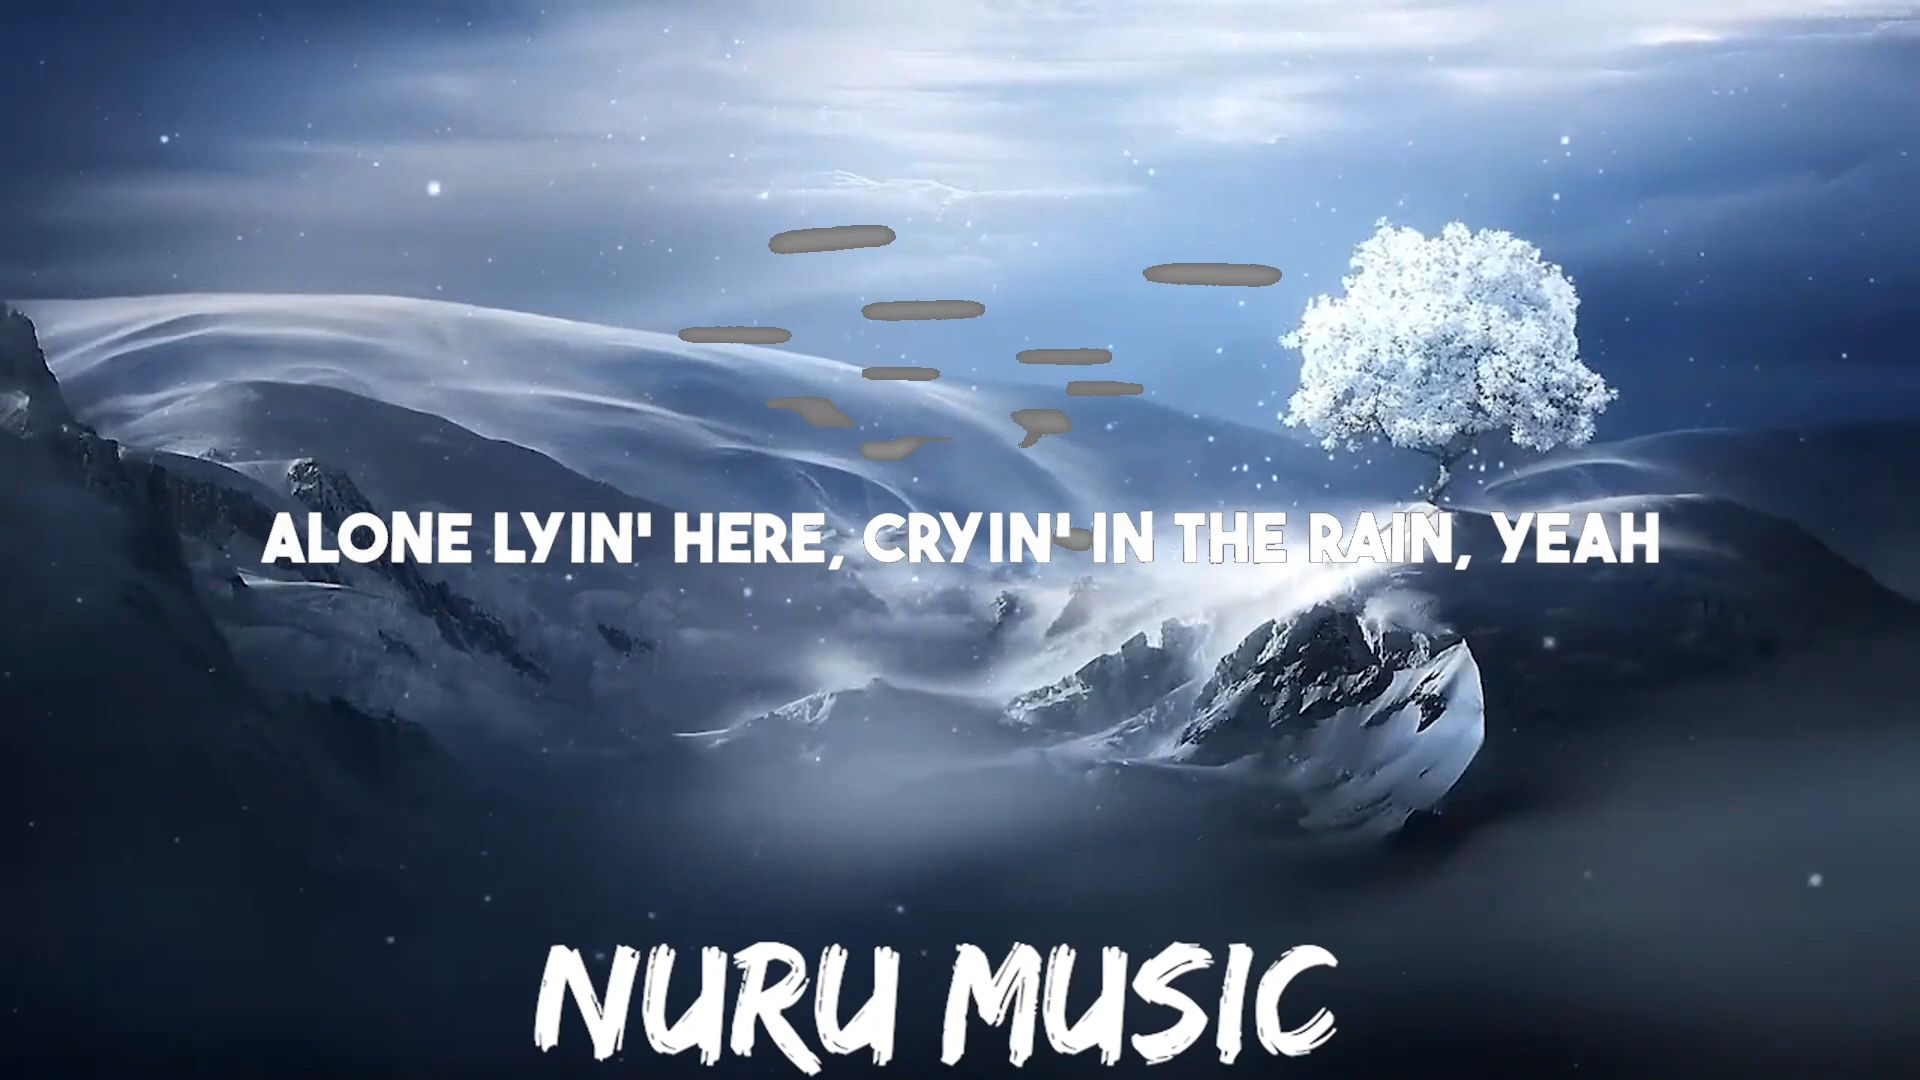 ALONE LYIN' HERE, CRYIN' IN THE RAIN, YEAH
NURU MUSIC